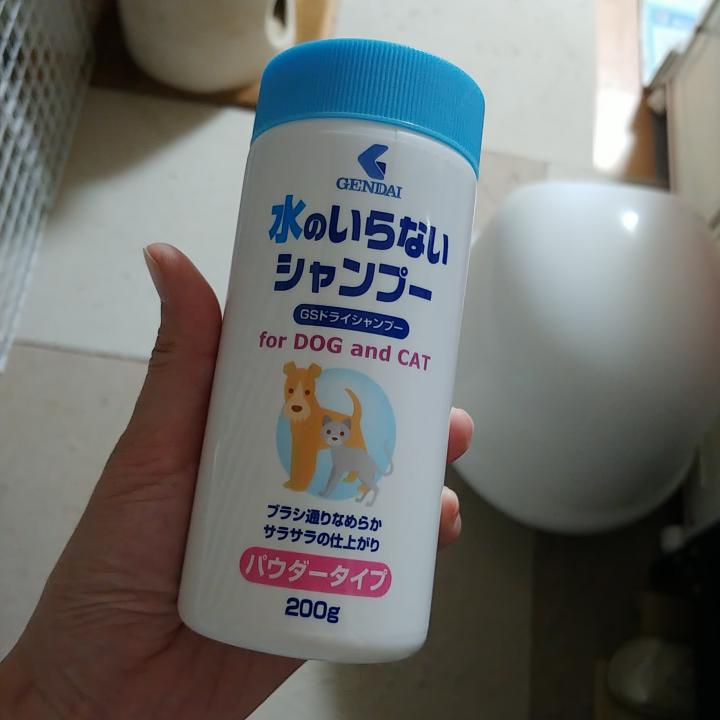 GENDAI
水のいらない
シャンプー
GSドライシャンプー
for DOG and CAT
ブラシ通りなめらか
サラサラの仕上がり
パウダータイプ
200g